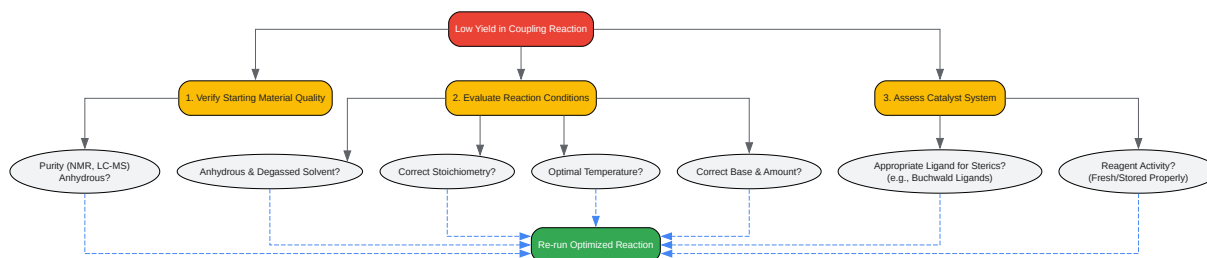 Low Yield in Coupling Reaction
1. Verify Starting Material Quality
2. Evaluate Reaction Conditions
3. Assess Catalyst System
Purity (NMR, LC-MS)
Anhydrous?
Anhydrous & Degassed Solvent?
Correct Stoichiometry?
Optimal Temperature?
Correct Base & Amount?
Appropriate Ligand for Sterics?
(e.g., Buchwald Ligands)
Reagent Activity?
(Fresh/Stored Properly)
Re-run Optimized Reaction